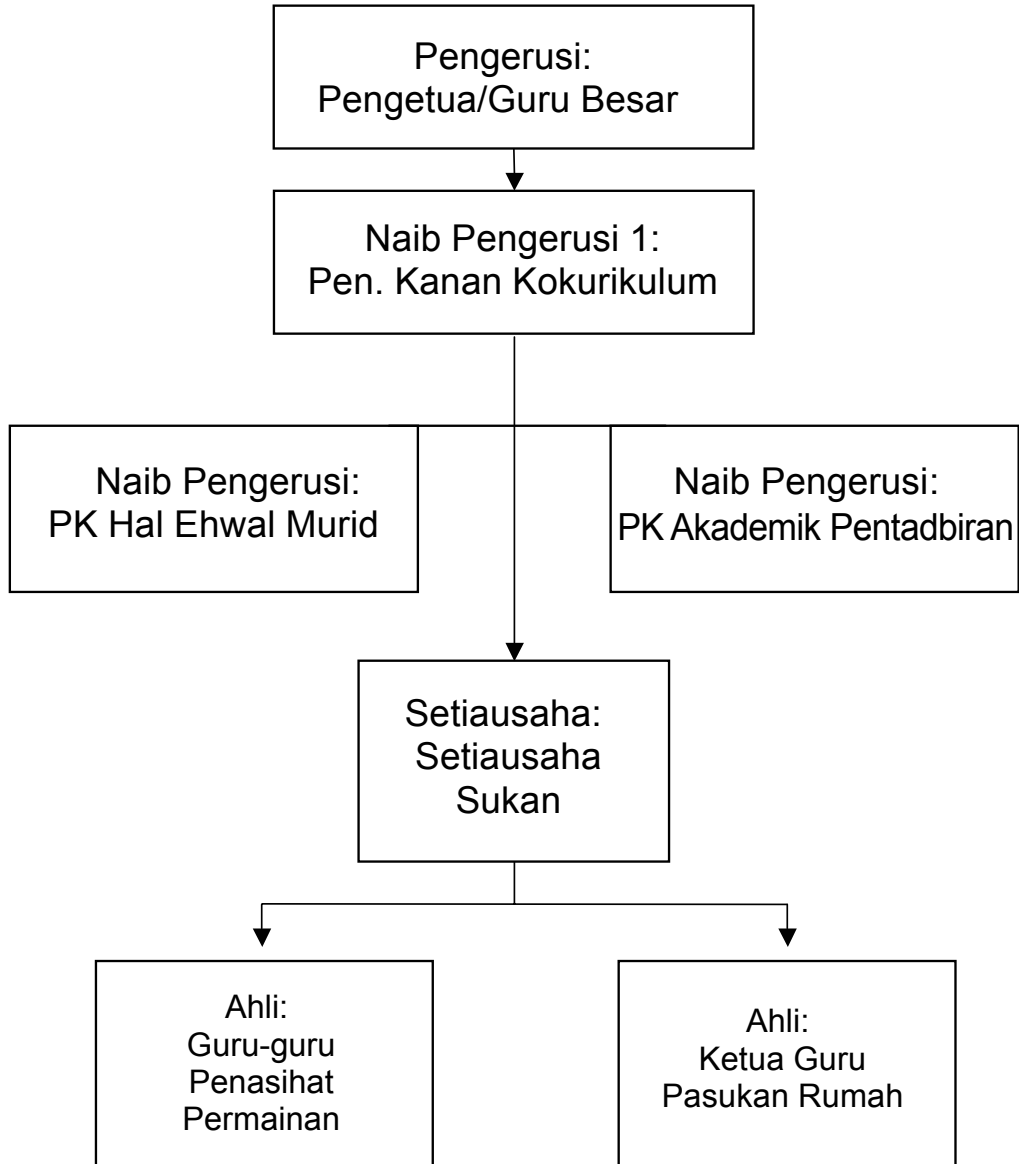 Pengerusi:
Pengetua/Guru Besar
Naib Pengerusi 1:
Pen. Kanan Kokurikulum
Naib Pengerusi:
PK Hal Ehwal Murid
Naib Pengerusi:
PK Akademik Pentadbiran
Setiausaha:
Setiausaha
Sukan
Ahli:
Guru-guru
Penasihat
Permainan
Ahli:
Ketua Guru
Pasukan Rumah